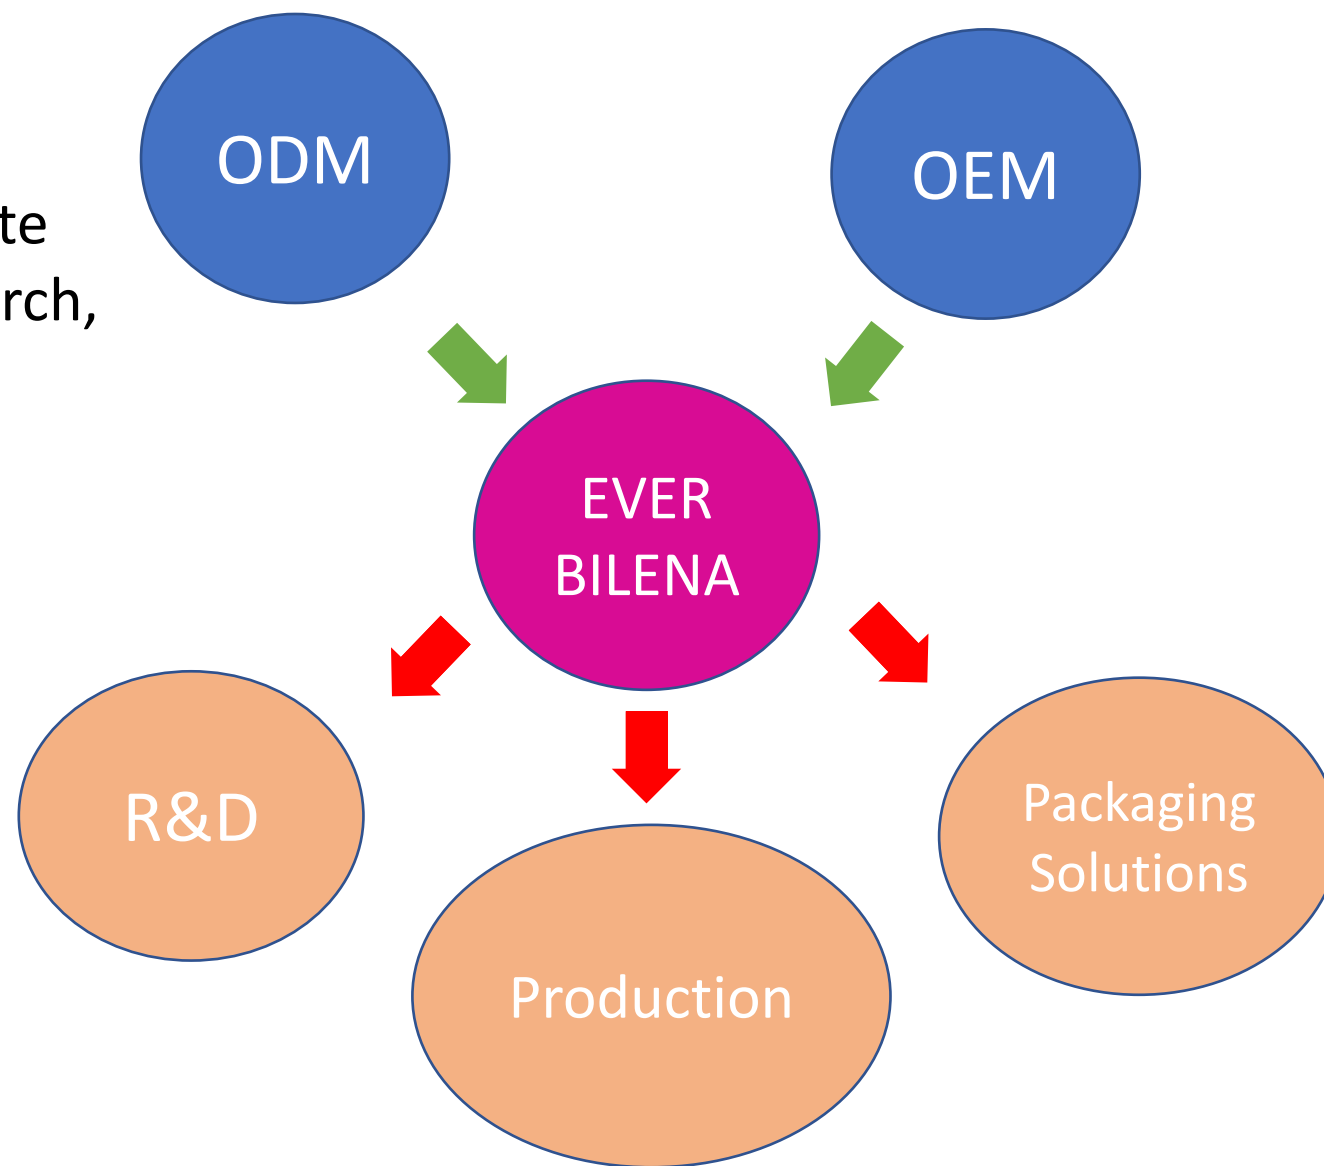 ODM
OEM
te
rch,
EVER
BILENA
R&D
Packaging
Solutions
Production